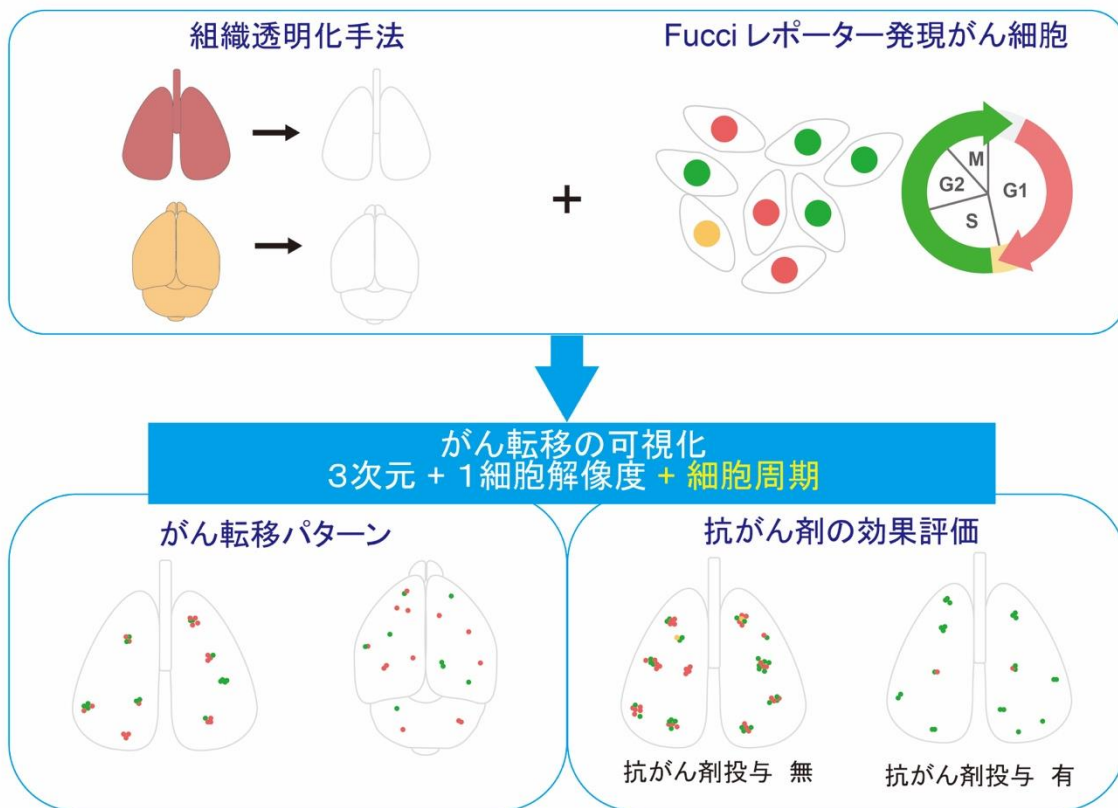 組織透明化手法
Fucci レポーター発現がん細胞
M
G2
G1
S
+
がん転移の可視化
3次元 + 1細胞解像度 + 細胞周期
がん転移パターン
抗がん剤の効果評価
抗がん剤投与 無
抗がん剤投与 有